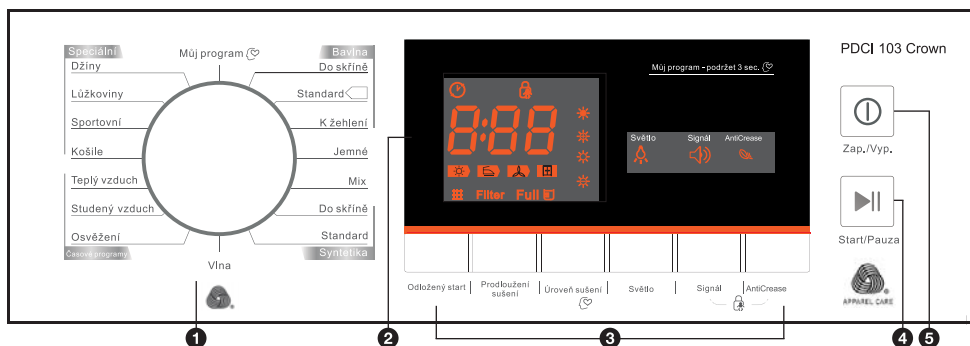 Speciální
Můj program
Bavlna
PDCI 103 Crown
Džíny
Do skříně
Můj program - podržet 3 sec.
Lúžkoviny
Standard
Sportovní
K žehlení
8:88
Světlo
Signál
AntiCrease
Zap./Vyp.
Košile
Jemné
Teplý vzduch
Mix
Filter
Full
Studený vzduch
Do skříně
Osvěžení
Standard
Start/Pauza
Časové programy
Syntetika
Vlna
Odložený start
Prodloužení
sušení
Úroveň sušení
Světlo
Signál
AntiCrease
APPAREL CARE
1
2
3
4
5